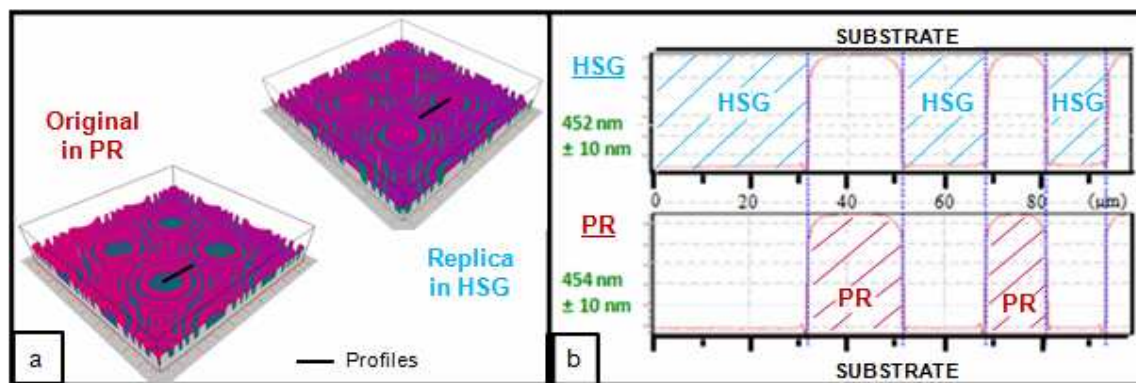 Original
in PR
Replica
in HSG
Profiles
a
SUBSTRATE
HSG
HSG HSG HSG
452 nm
± 10 nm
0 20 40 60 80 (µm)
PR
454 nm
± 10 nm
PR PR
b
SUBSTRATE